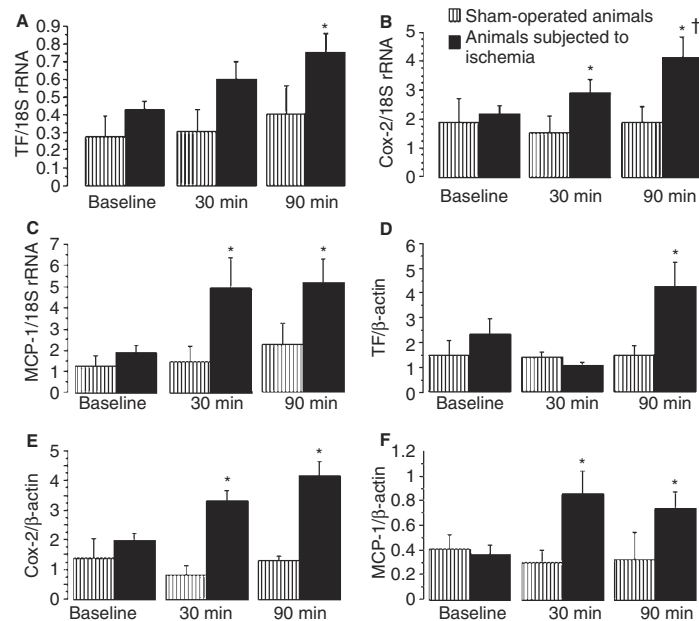 A
TF/18S rRNA
0.9
0.8
0.7
0.6
0.5
0.4
0.3
0.2
0.1
0
*
Baseline 30 min 90 min
B
Sham-operated animals
Animals subjected to
ischemia
Cox-2/18S rRNA
5
4
3
2
1
0
*
* †
Baseline 30 min 90 min
C
MCP-1/18S rRNA
7
6
5
4
3
2
1
0
* *
Baseline 30 min 90 min
D
TF/β-actin
6
5
4
3
2
1
0
*
Baseline 30 min 90 min
E
Cox-2/β-actin
5
4
3
2
1
0
*
*
Baseline 30 min 90 min
F
MCP-1/β-actin
1.2
1
0.8
0.6
0.4
0.2
0
*
*
Baseline 30 min 90 min